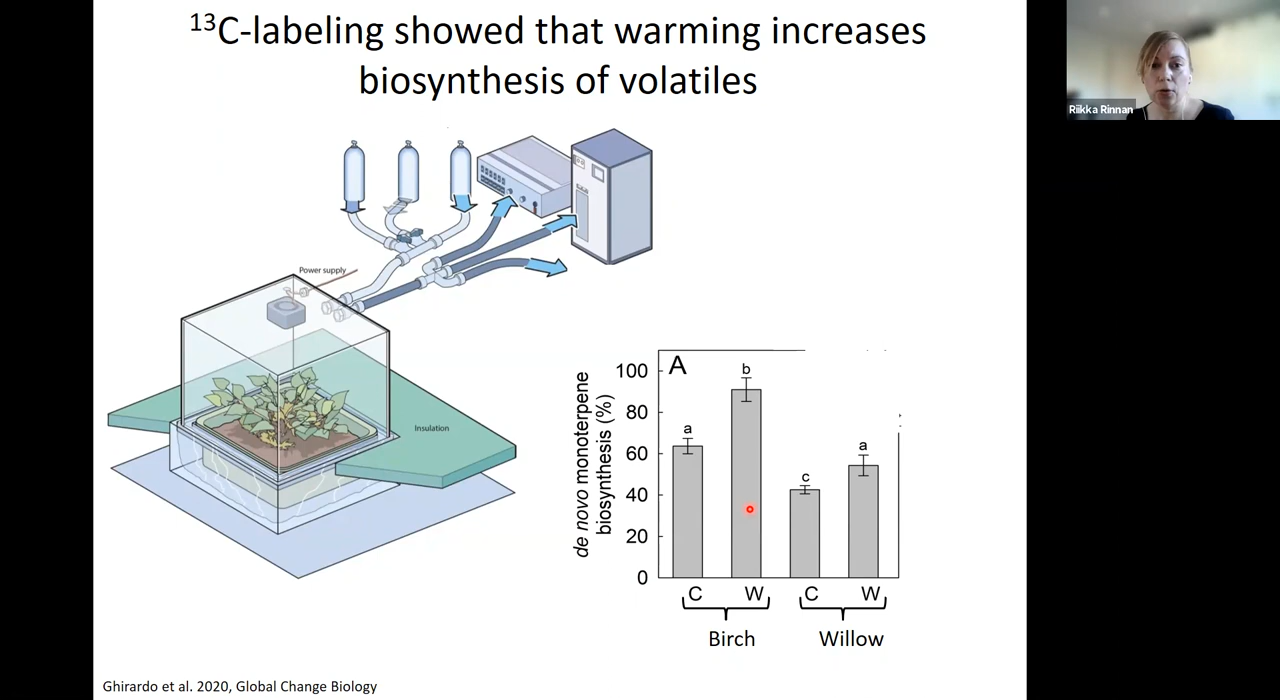 ¹³C-labeling showed that warming increases
biosynthesis of volatiles
Riikka Rinnan
Power supply
Insulation
A
de novo monoterpene
biosynthesis (%)
100
80
60
40
20
0
a
b
c
a
C W C W
Birch Willow
Ghirardo et al. 2020, Global Change Biology